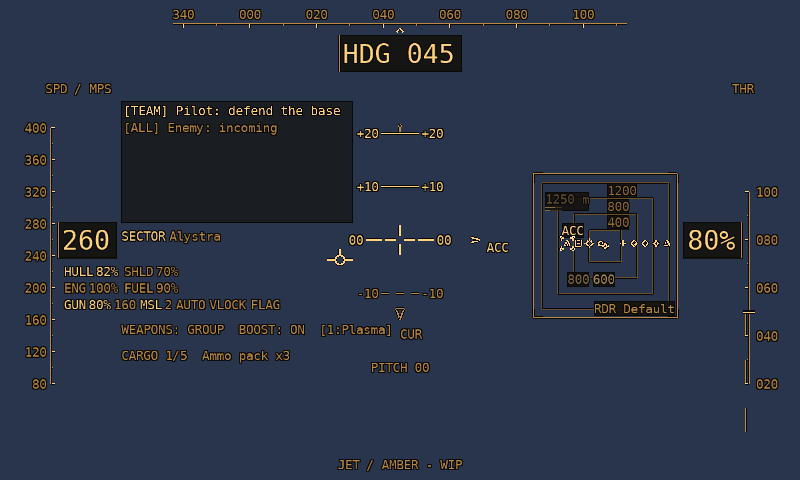 340 000 020 040 060 080 100
HDG 045
SPD / MPS
THR
[TEAM] Pilot: defend the base
[ALL] Enemy: incoming
400
360
320
280
240
200
160
120
80
260
+20 +20
+10 +10
00 00
-10 -10
ACC
CUR
PITCH 00
SECTOR Alystra
HULL 82% SHLD 70%
ENG 100% FUEL 90%
GUN 80% 160 MSL 2 AUTO VLOCK FLAG
WEAPONS: GROUP BOOST: ON [1:Plasma]
CARGO 1/5 Ammo pack x3
1250 m
1200
800
400
ACC
800 600
RDR Default
80%
100
080
060
040
020
JET / AMBER - WIP